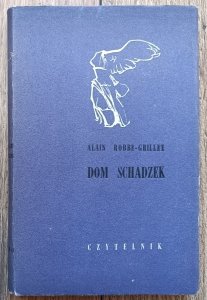 ALAIN ROBBE-GRILLET
DOM SCHADZEK
CZYTELNIK